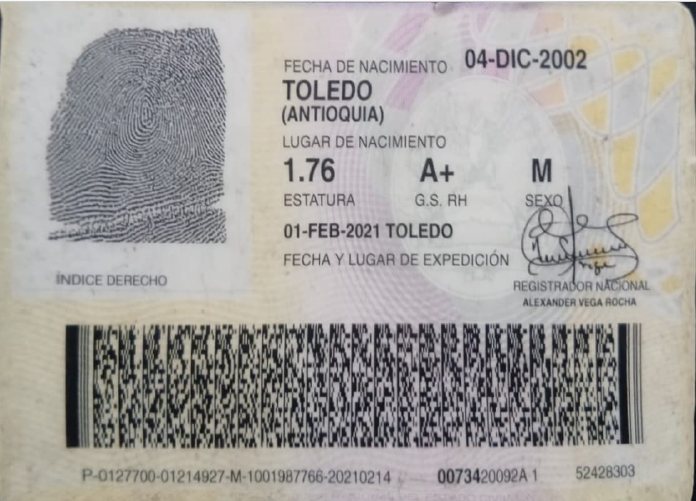 FECHA DE NACIMIENTO 04-DIC-2002
TOLEDO
(ANTIOQUIA)
LUGAR DE NACIMIENTO
1.76 A+ M
ESTATURA G.S. RH SEXO
01-FEB-2021 TOLEDO
FECHA Y LUGAR DE EXPEDICIÓN
INDICE DERECHO
REGISTRADOR NACIONAL
ALEXANDER VEGA ROCHA
P-0127700-01214927-M-1001987766-20210214 0073420092A 1 52428303